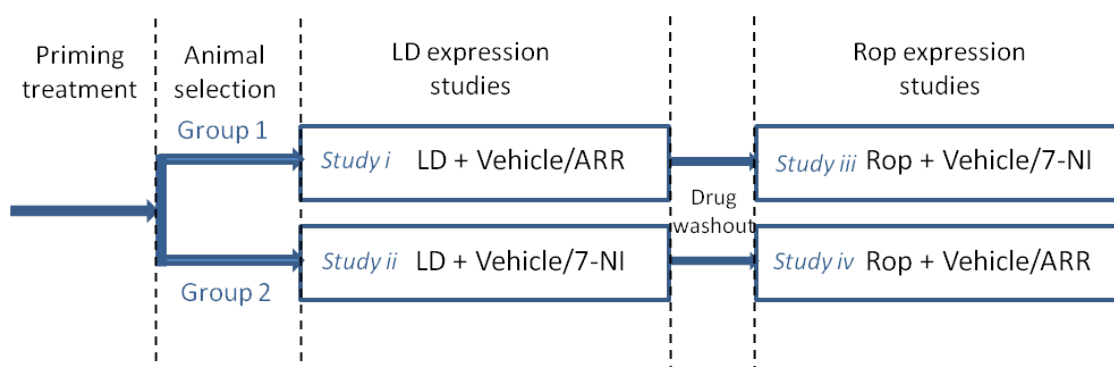 Priming
treatment
Animal
selection
LD expression
studies
Rop expression
studies
Group 1
Study i LD + Vehicle/ARR
Study iii Rop + Vehicle/7-NI
Drug
washout
Study ii LD + Vehicle/7-NI
Study iv Rop + Vehicle/ARR
Group 2